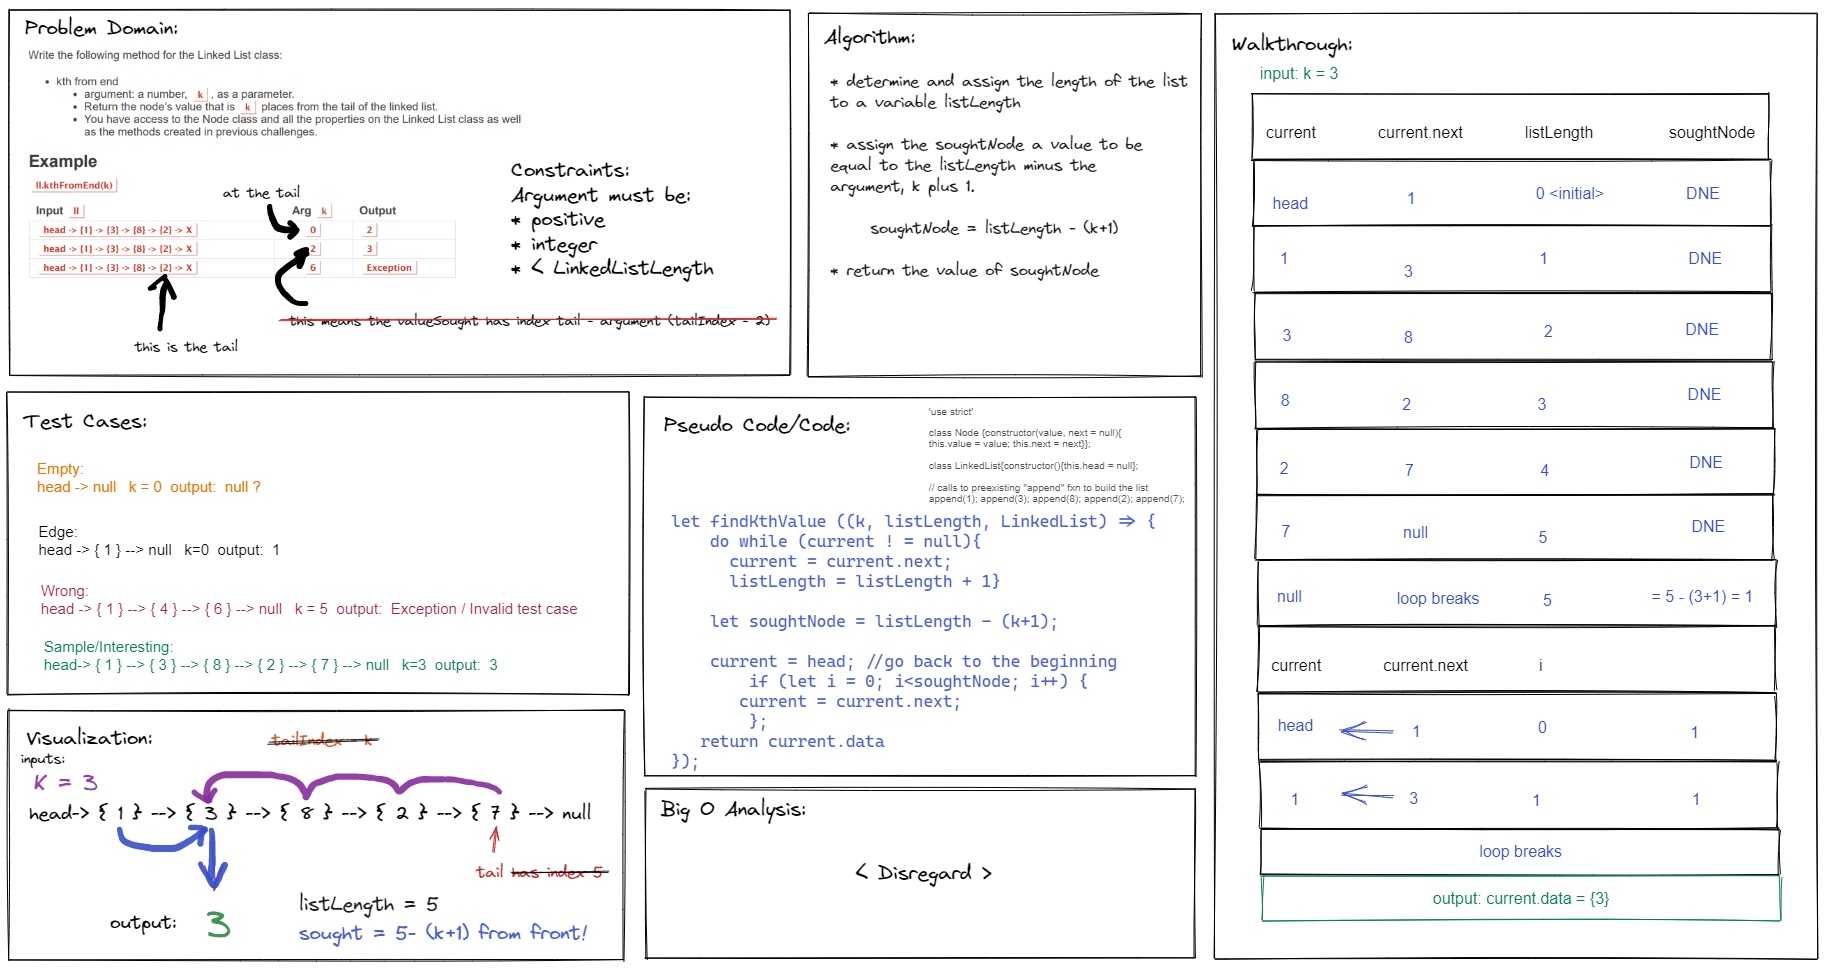 Problem Domain:
Write the following method for the Linked List class:
• kth from end
• argument: a number, k , as a parameter.
• Return the node's value that is k places from the tail of the linked list.
• You have access to the Node class and all the properties on the Linked List class as well
as the methods created in previous challenges.
Example
ll.kthFromEnd(k)
at the tail
Input ll Arg k Output
head -> {1} -> {3} -> {8} -> {2} -> X 0 2
head -> {1} -> {3} -> {8} -> {2} -> X 2 3
head -> {1} -> {3} -> {8} -> {2} -> X 6 Exception
this means the valueSought has index tail - argument (tailIndex - 2)
this is the tail
Constraints:
Argument must be:
* positive
* integer
* < LinkedListLength
Algorithm:
* determine and assign the length of the list
to a variable listLength
* assign the soughtNode a value to be
equal to the listLength minus the
argument, k plus 1.
soughtNode = listLength - (k+1)
* return the value of soughtNode
Test Cases:
Empty:
head -> null k = 0 output: null ?
Edge:
head -> { 1 } --> null k=0 output: 1
Wrong:
head -> { 1 } --> { 4 } --> { 6 } --> null k = 5 output: Exception / Invalid test case
Sample/Interesting:
head-> { 1 } --> { 3 } --> { 8 } --> { 2 } --> { 7 } --> null k=3 output: 3
Visualization:
tailIndex - k
inputs:
K = 3
head-> { 1 } --> { 3 } --> { 8 } --> { 2 } --> { 7 } --> null
tail has index 5
output: 3
listLength = 5
sought = 5- (k+1) from front!
Pseudo Code/Code:
'use strict'
class Node {constructor(value, next = null){
this.value = value; this.next = next}};
class LinkedList{constructor(){this.head = null};
// calls to preexisting "append" fxn to build the list
append(1); append(3); append(8); append(2); append(7);
let findKthValue ((k, listLength, LinkedList) => {
do while (current ! = null){
current = current.next;
listLength = listLength + 1}
let soughtNode = listLength - (k+1);
current = head; //go back to the beginning
if (let i = 0; i<soughtNode; i++) {
current = current.next;
};
return current.data
});
Big O Analysis:
< Disregard >
Walkthrough:
input: k = 3
current current.next listLength soughtNode
head 1 0 <initial> DNE
1 3 1 DNE
3 8 2 DNE
8 2 3 DNE
2 7 4 DNE
7 null 5 DNE
null loop breaks 5 = 5 - (3+1) = 1
current current.next i
head 1 0 1
1 3 1 1
loop breaks
output: current.data = {3}